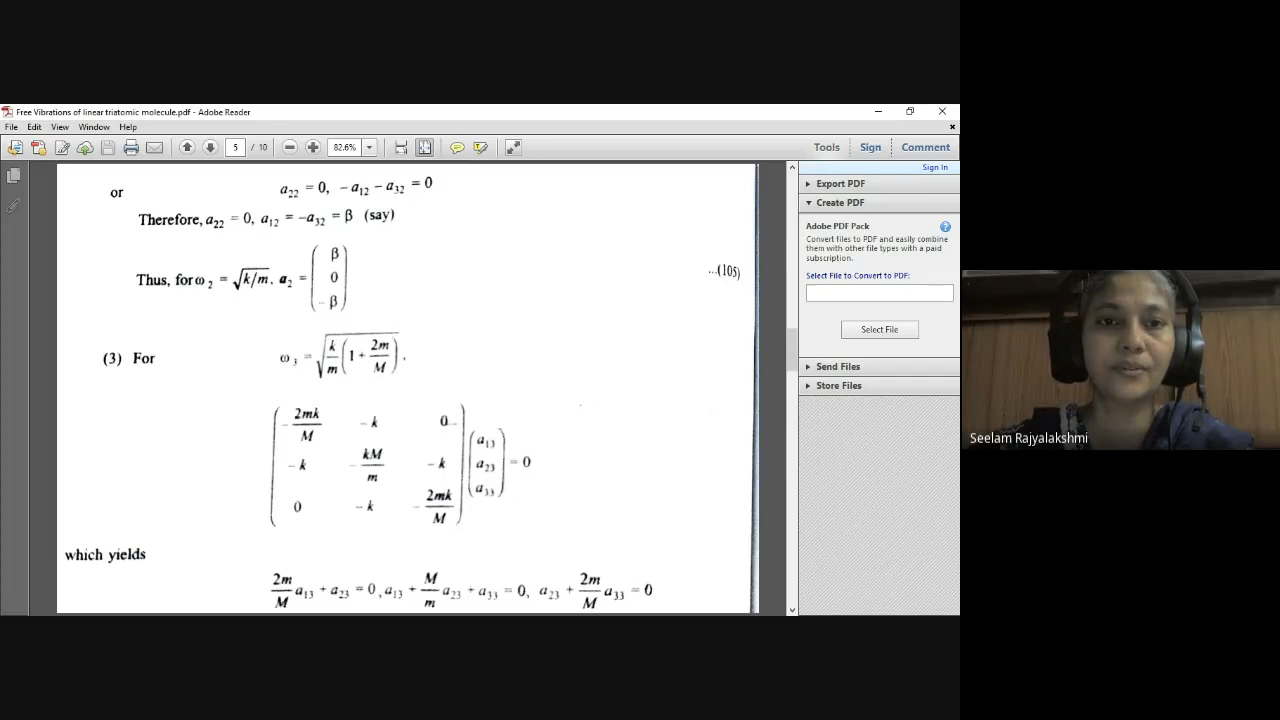 Free Vibrations of linear triatomic molecule.pdf - Adobe Reader
File Edit View Window Help
5 / 10 82.6% Tools Sign Comment
Sign In
Export PDF
Create PDF
Adobe PDF Pack
Convert files to PDF and easily combine
them with other file types with a paid
subscription.
Select File to Convert to PDF:
Select File
Send Files
Store Files
or a₂₂ = 0, − a₁₂ − a₃₂ = 0
Therefore, a₂₂ = 0, a₁₂ = −a₃₂ = β (say)
Thus, for ω₂ = √k/m, a₂ = ( β 0 − β ) ...(105)
(3) For ω₃ = √ k/m (1 + 2m/M) ,
( − 2mk/M − k 0
− k − kM/m − k
0 − k − 2mk/M ) ( a₁₃ a₂₃ a₃₃ ) = 0
which yields
2m/M a₁₃ + a₂₃ = 0, a₁₃ + M/m a₂₃ + a₃₃ = 0, a₂₃ + 2m/M a₃₃ = 0
Seelam Rajyalakshmi